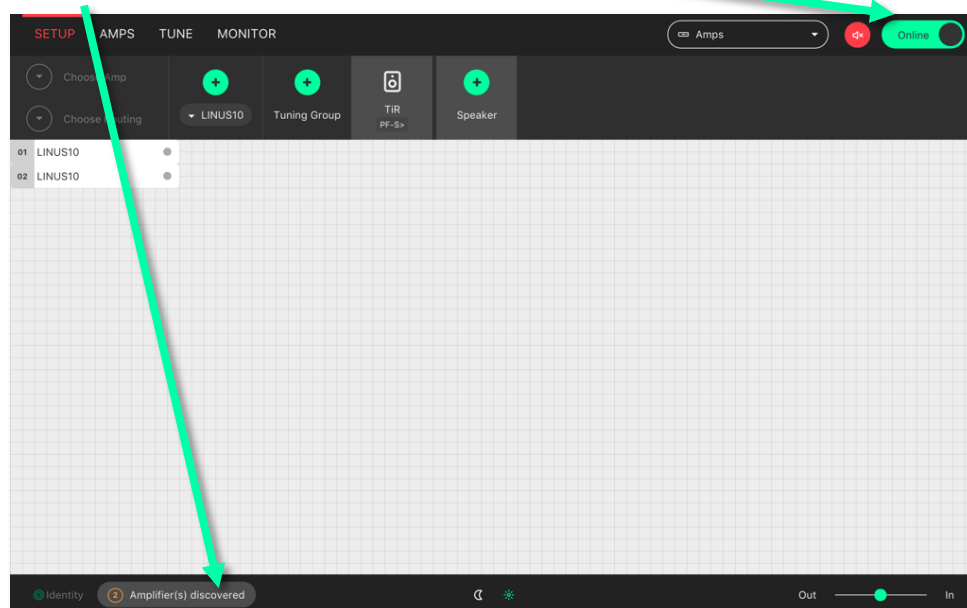 SETUP AMPS TUNE MONITOR Amps Online
Choose Amp
Choose Routing
LINUS10 Tuning Group TiR Speaker
PF-S>
01 LINUS10
02 LINUS10
Identity 2 Amplifier(s) discovered Out In